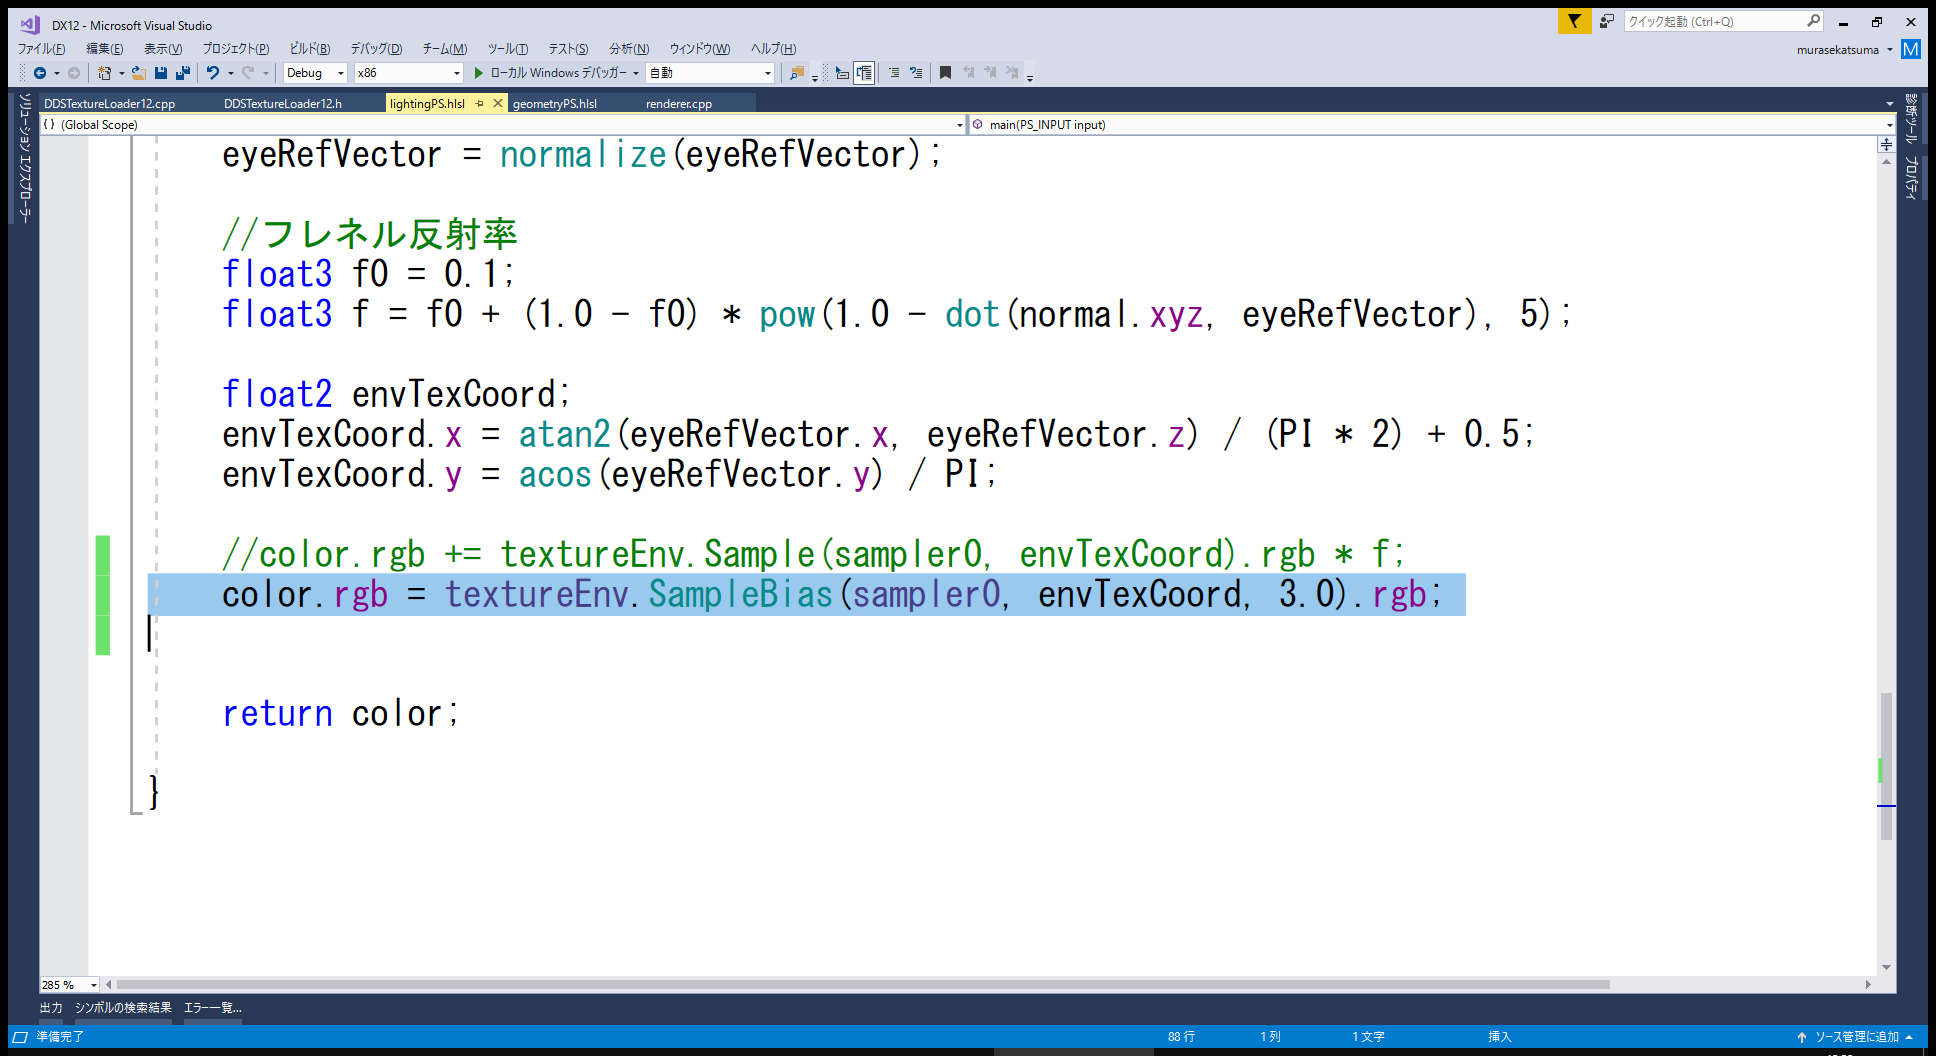 DX12 - Microsoft Visual Studio
クイック起動 (Ctrl+Q)
ファイル(F) 編集(E) 表示(V) プロジェクト(P) ビルド(B) デバッグ(D) チーム(M) ツール(T) テスト(S) 分析(N) ウィンドウ(W) ヘルプ(H)
murasekatsuma M
Debug x86 ローカル Windows デバッガー 自動
ソリューション エクスプローラー
DDSTextureLoader12.cpp DDSTextureLoader12.h lightingPS.hlsl geometryPS.hlsl renderer.cpp
診断ツール
プロパティ
(Global Scope) main(PS_INPUT input)
eyeRefVector = normalize(eyeRefVector);
//フレネル反射率
float3 f0 = 0.1;
float3 f = f0 + (1.0 - f0) * pow(1.0 - dot(normal.xyz, eyeRefVector), 5);
float2 envTexCoord;
envTexCoord.x = atan2(eyeRefVector.x, eyeRefVector.z) / (PI * 2) + 0.5;
envTexCoord.y = acos(eyeRefVector.y) / PI;
//color.rgb += textureEnv.Sample(sampler0, envTexCoord).rgb * f;
color.rgb = textureEnv.SampleBias(sampler0, envTexCoord, 3.0).rgb;
return color;
}
285 %
出力 シンボルの検索結果 エラー一覧...
準備完了 88 行 1 列 1 文字 挿入 ソース管理に追加